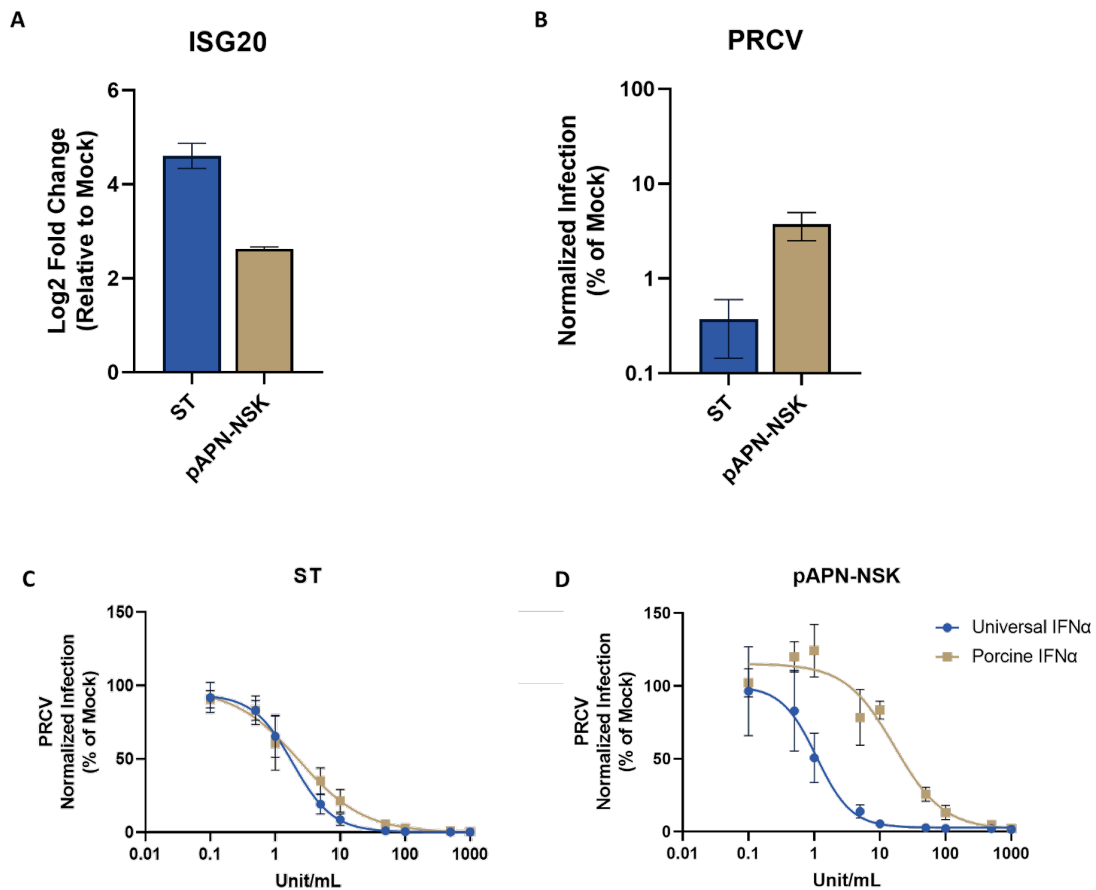 A
ISG20
Log2 Fold Change
(Relative to Mock)
6
4
2
0
ST
pAPN-NSK
B
PRCV
Normalized Infection
(% of Mock)
100
10
1
0.1
ST
pAPN-NSK
C
ST
PRCV
Normalized Infection
(% of Mock)
150
100
50
0
0.01 0.1 1 10 100 1000
Unit/mL
D
pAPN-NSK
PRCV
Normalized Infection
(% of Mock)
150
100
50
0
0.01 0.1 1 10 100 1000
Unit/mL
Universal IFNα
Porcine IFNα